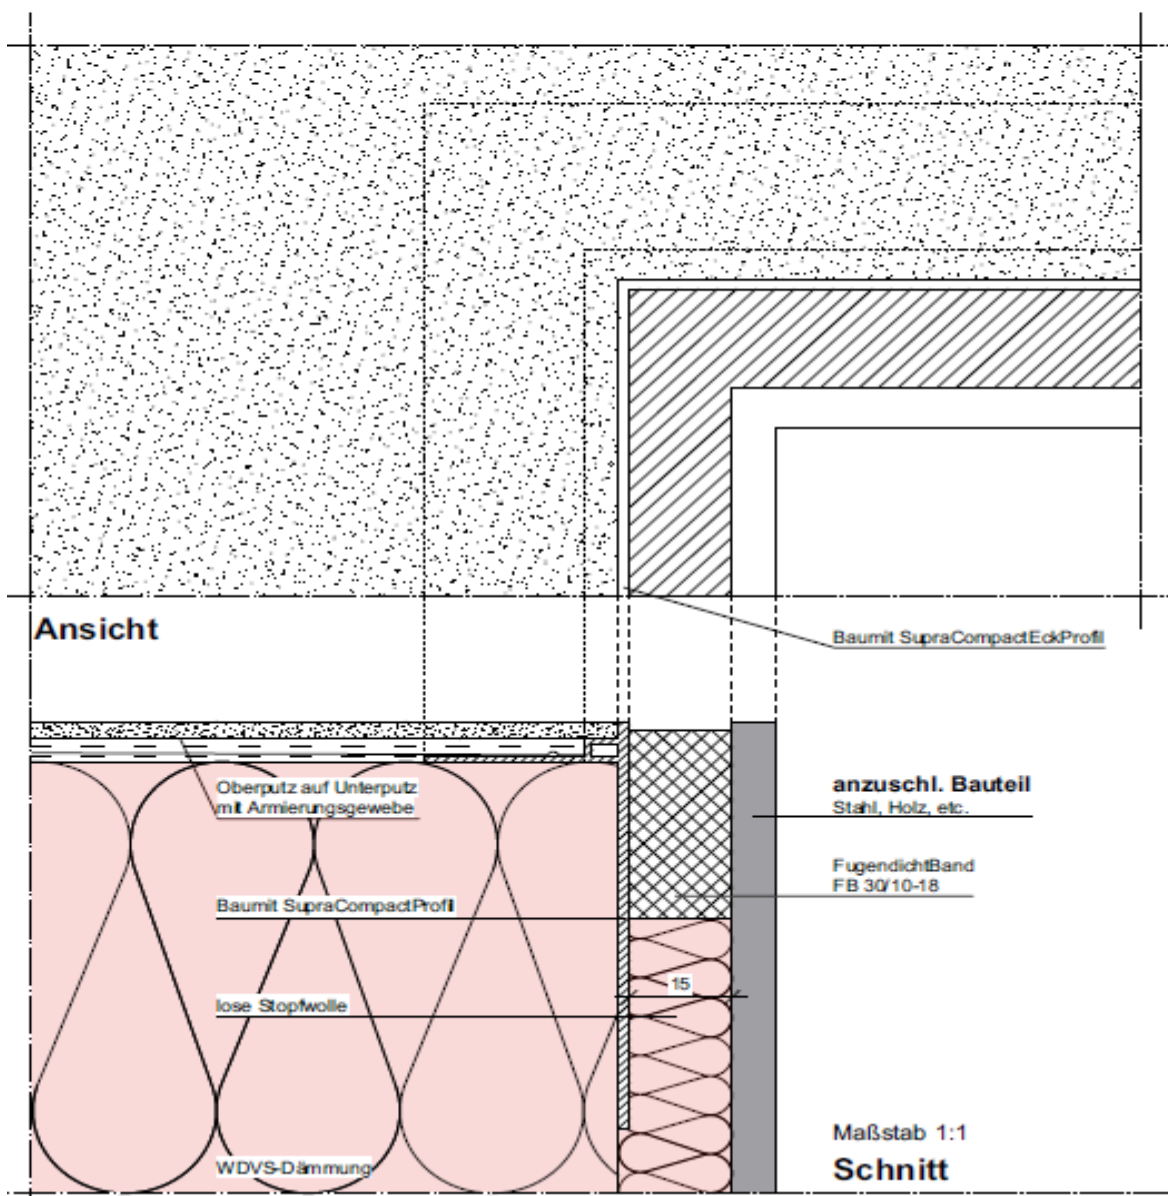 Ansicht
Baumit SupraCompactEckProfil
Oberputz auf Unterputz
mit Armierungsgewebe
anzuschl. Bauteil
Stahl, Holz, etc.
FugendichtBand
FB 30/10-18
Baumit SupraCompactProfil
15
lose Stopfwolle
Maßstab 1:1
WDVS-Dämmung
Schnitt